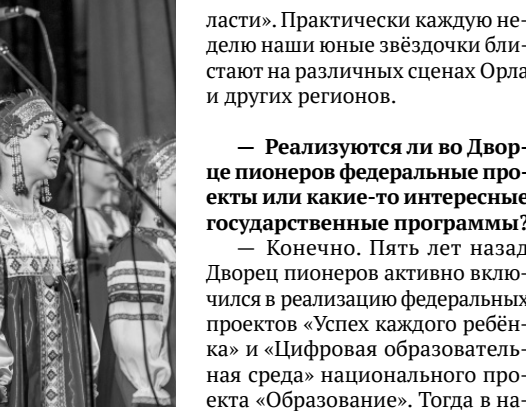 ласти». Практически каждую не-
делю наши юные звёздочки бли-
стают на различных сценах Орла
и других регионов.
— Реализуются ли во Двор-
це пионеров федеральные про-
екты или какие-то интересные
государственные программы?
— Конечно. Пять лет назад
Дворец пионеров активно вклю-
чился в реализацию федеральных
проектов «Успех каждого ребён-
ка» и «Цифровая образователь-
ная среда» национального про-
екта «Образование». Тогда в на-